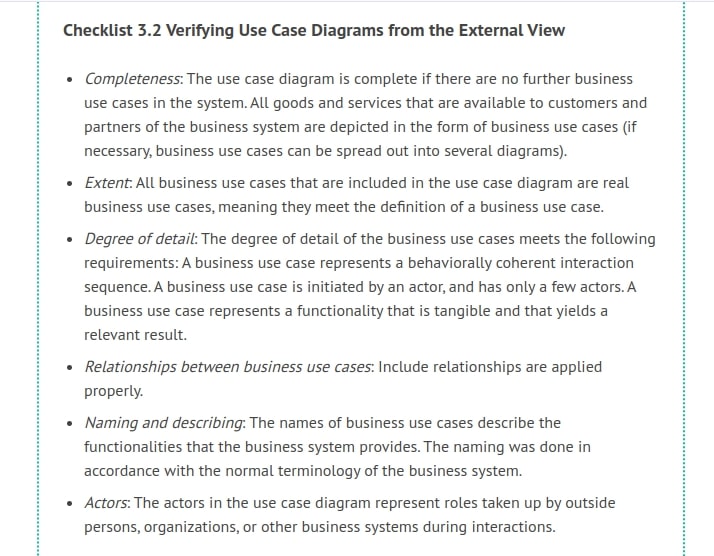 Checklist 3.2 Verifying Use Case Diagrams from the External View
• Completeness: The use case diagram is complete if there are no further business
use cases in the system. All goods and services that are available to customers and
partners of the business system are depicted in the form of business use cases (if
necessary, business use cases can be spread out into several diagrams).
• Extent: All business use cases that are included in the use case diagram are real
business use cases, meaning they meet the definition of a business use case.
• Degree of detail: The degree of detail of the business use cases meets the following
requirements: A business use case represents a behaviorally coherent interaction
sequence. A business use case is initiated by an actor, and has only a few actors. A
business use case represents a functionality that is tangible and that yields a
relevant result.
• Relationships between business use cases: Include relationships are applied
properly.
• Naming and describing: The names of business use cases describe the
functionalities that the business system provides. The naming was done in
accordance with the normal terminology of the business system.
• Actors: The actors in the use case diagram represent roles taken up by outside
persons, organizations, or other business systems during interactions.